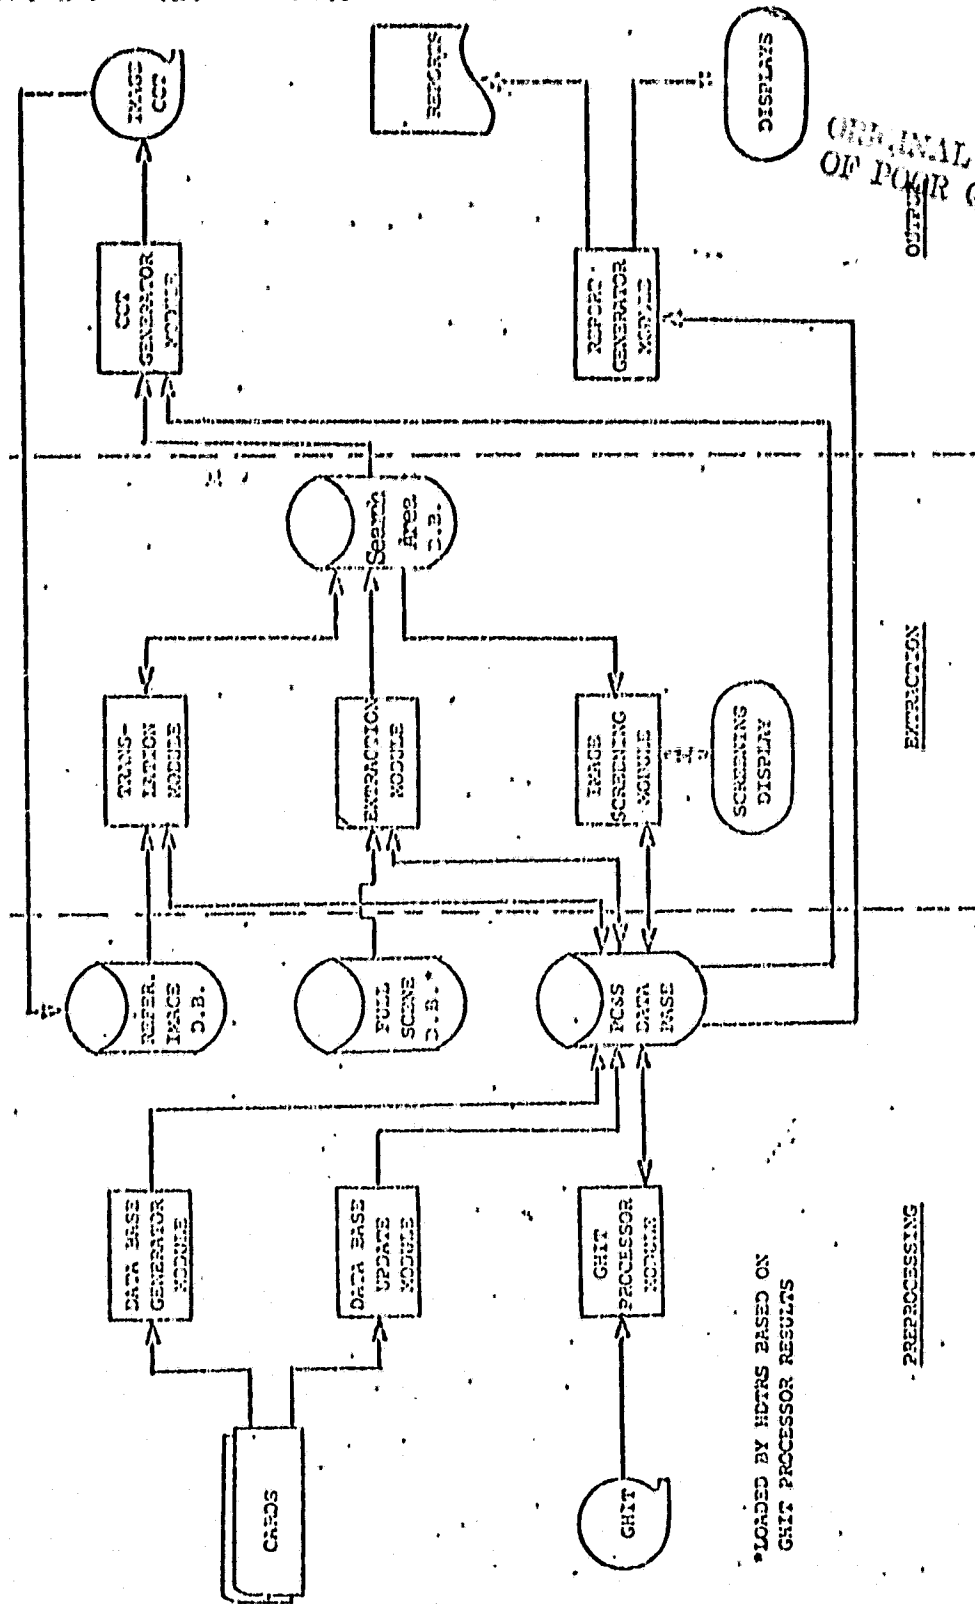 CARDS
GHIT
DATA BASE
GENERATOR
MODULE
DATA BASE
UPDATE
MODULE
GHIT
PROCESSOR
MODULE
*LOADED BY HDTRS BASED ON
GHIT PROCESSOR RESULTS
PREPROCESSING
REFER.
IMAGE
D.B.
FULL
SCENE
D.B.*
PC&S
DATA
BASE
TRANS-
LATION
MODULE
EXTRACTION
MODULE
IMAGE
SCREENING
MODULE
SCREENING
DISPLAY
Search
Area
D.B.
EXTRACTION
CCT
GENERATOR
MODULE
IMAGE
CCT
REPORT
GENERATOR
MODULE
REPORTS
DISPLAYS
OUTPUT
ORIGINAL
OF POOR